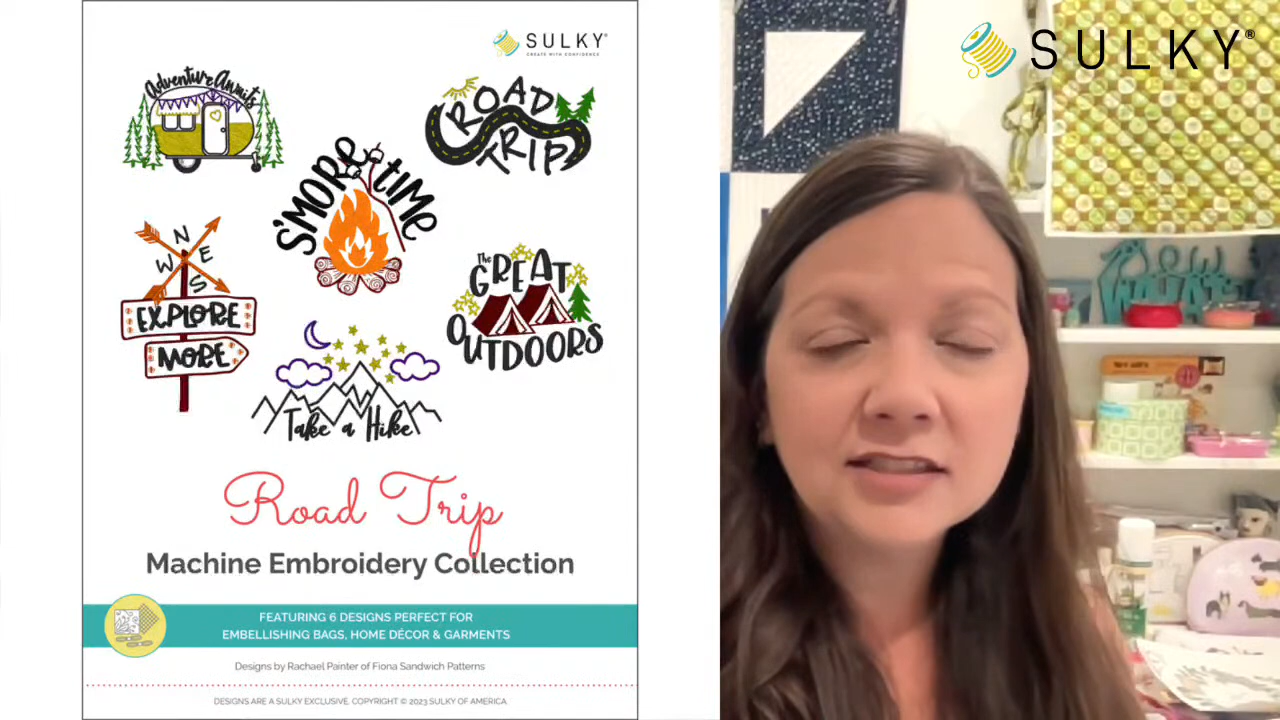 SULKY®
CREATE WITH CONFIDENCE
Adventure Awaits
ROAD
TRIP
S'MORE TIME
N
W E
S
EXPLORE
MORE
The
GREAT
OUTDOORS
Take a Hike
Road Trip
Machine Embroidery Collection
FEATURING 6 DESIGNS PERFECT FOR
EMBELLISHING BAGS, HOME DÉCOR & GARMENTS
Designs by Rachael Painter of Fiona Sandwich Patterns
DESIGNS ARE A SULKY EXCLUSIVE. COPYRIGHT © 2023 SULKY OF AMERICA.
SULKY®